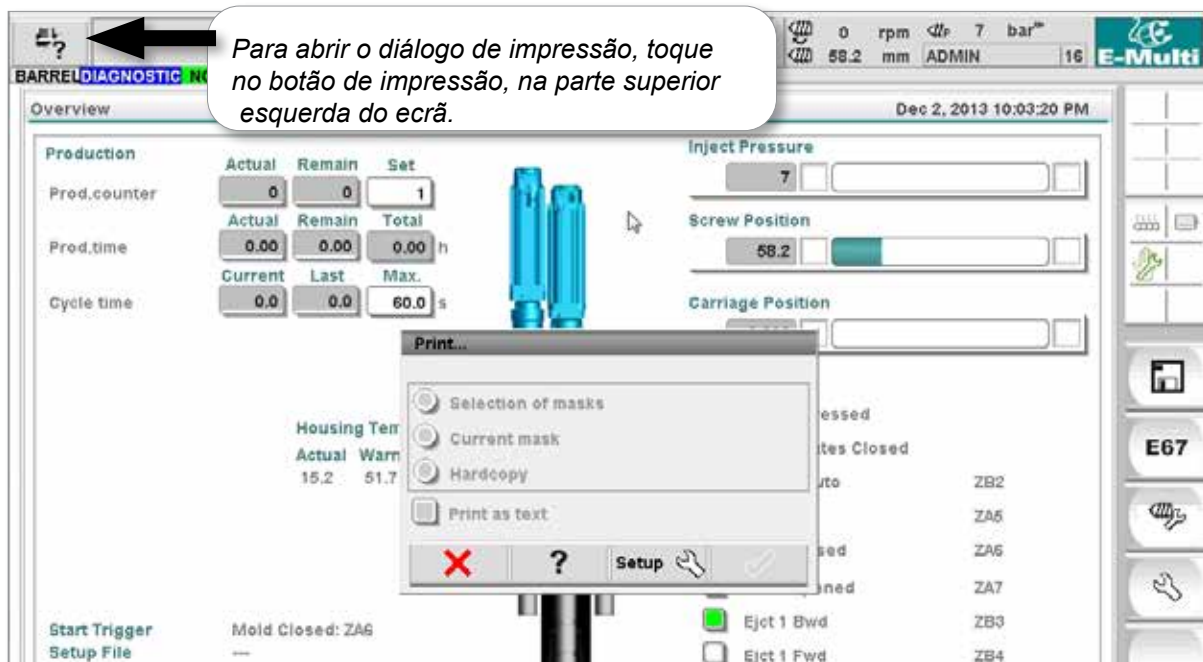 ?
Para abrir o diálogo de impressão, toque
no botão de impressão, na parte superior
esquerda do ecrã.
0 rpm 7 bar
58.2 mm ADMIN 16
E-Multi
BARREL DIAGNOSTIC
Overview Dec 2, 2013 10:03:20 PM
Production
Actual Remain Set
Prod.counter 0 0 1
Actual Remain Total
Prod.time 0.00 0.00 0.00 h
Current Last Max.
Cycle time 0.0 0.0 60.0 s
Inject Pressure
7
Screw Position
58.2
Carriage Position
Print...
Selection of masks
Current mask
Hardcopy
Print as text
? Setup
Housing Tem
Actual Warn
15.2 51.7
essed
tes Closed
uto ZB2
ZA5
sed ZA6
ned ZA7
Ejct 1 Bwd ZB3
Ejct 1 Fwd ZB4
Start Trigger Mold Closed: ZA6
Setup File ---
E67